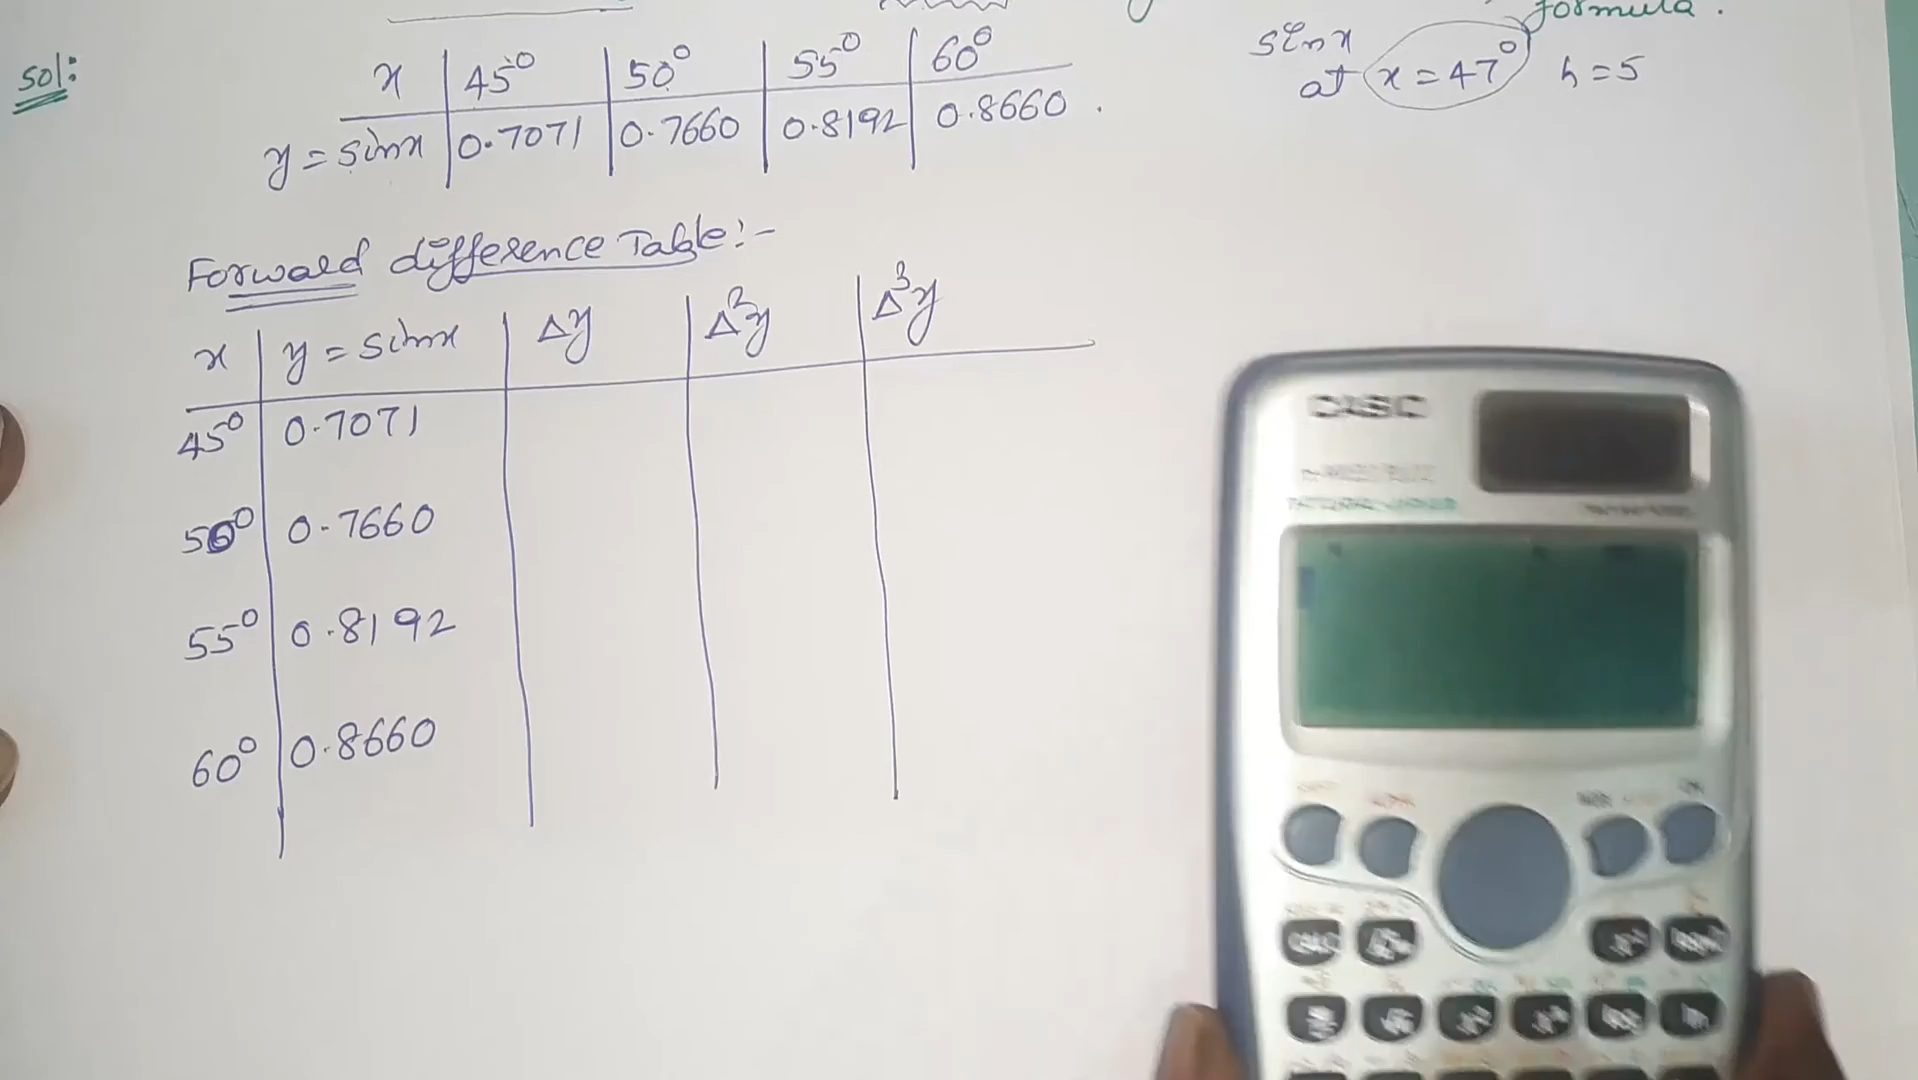 formula.
sol:
x 45° 50° 55° 60°
y = sinx 0.7071 0.7660 0.8192 0.8660 .
sinx
at x = 47° h = 5
Forward difference Table:-
x y = sinx Δy Δ²y Δ³y
45° 0.7071
50° 0.7660
55° 0.8192
60° 0.8660
CASIO
CALC